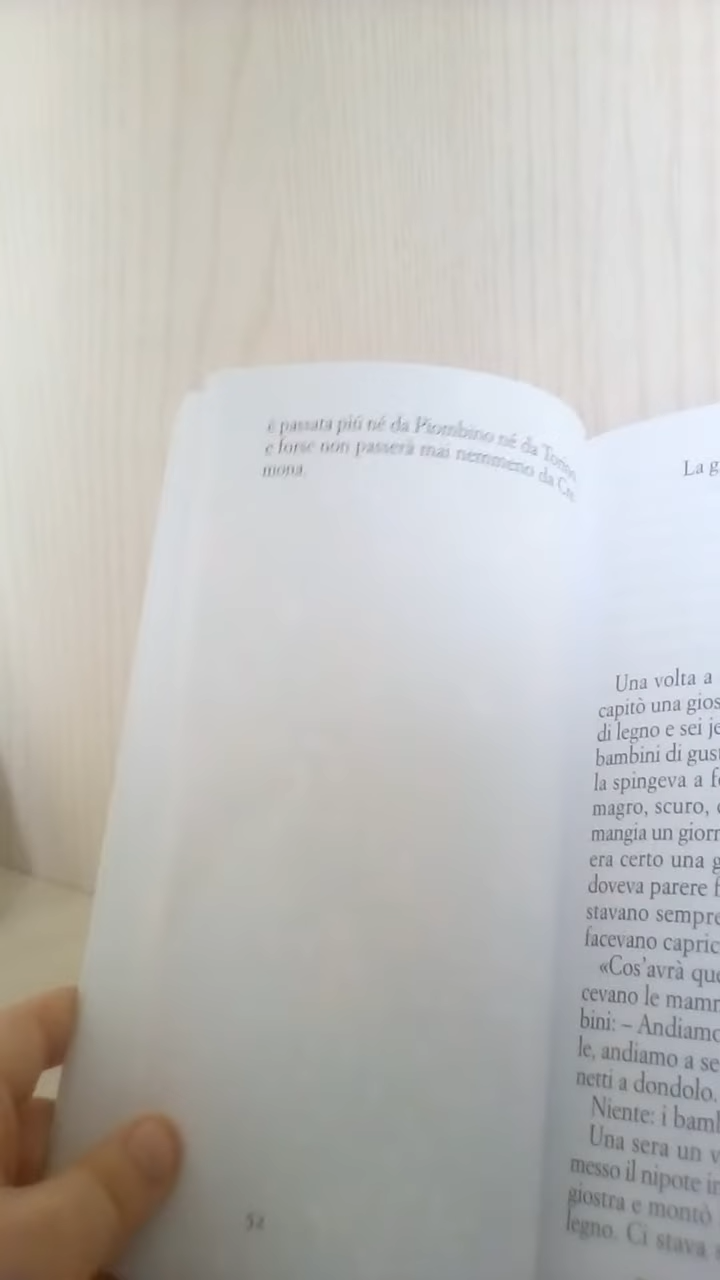 è passata piú né da Piombino né da Torino,
e forse non passerà mai nemmeno da Cre-
mona.
52
La g
Una volta a
capitò una gios
di legno e sei je
bambini di gust
la spingeva a fo
magro, scuro, c
mangia un giorn
era certo una g
doveva parere f
stavano sempre
facevano capric
«Cos'avrà que
cevano le mamm
bini: – Andiamo
le, andiamo a se
netti a dondolo.
Niente: i bamb
Una sera un v
messo il nipote in
giostra e montò
legno. Ci stava